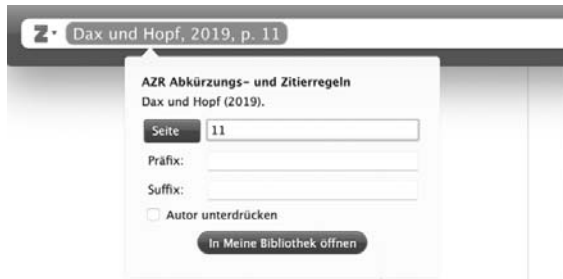 Z Dax und Hopf, 2019, p. 11
AZR Abkürzungs- und Zitierregeln
Dax und Hopf (2019).
Seite 11
Präfix:
Suffix:
Autor unterdrücken
In Meine Bibliothek öffnen